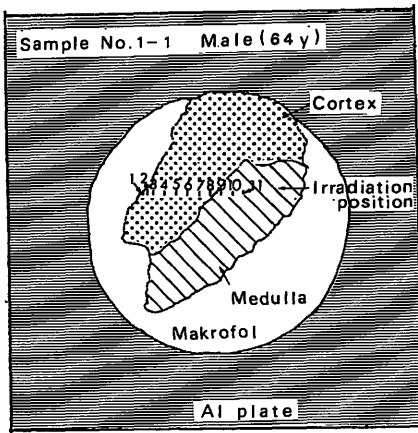 Sample No.1-1 Male (64y)
Cortex
1 2 3 4 5 6 7 8 9 10 11
Irradiation
position
Medulla
Makrofol
Al plate